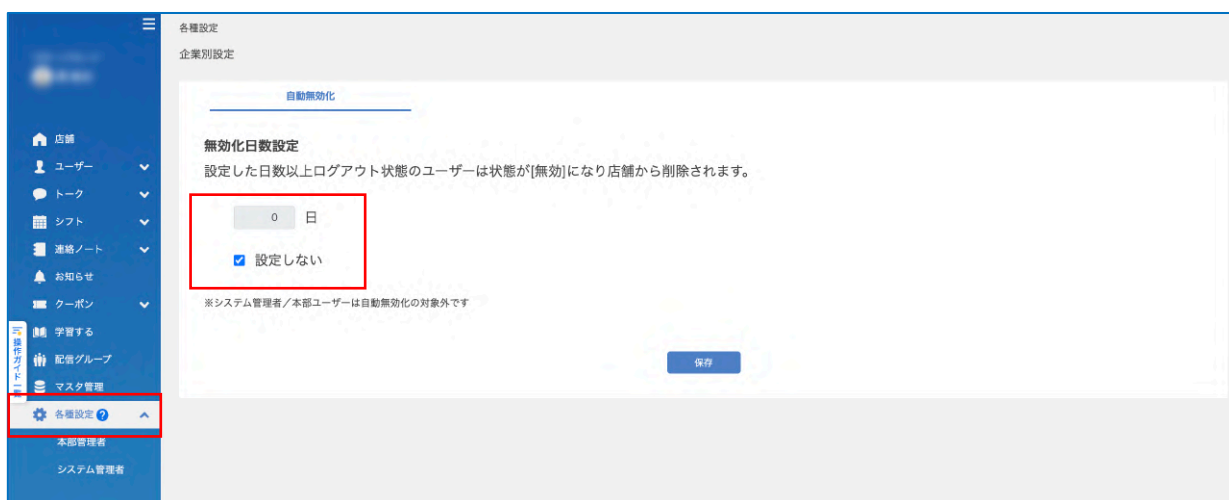 各種設定
企業別設定
自動無効化
無効化日数設定
設定した日数以上ログアウト状態のユーザーは状態が[無効]になり店舗から削除されます。
0 日
設定しない
※システム管理者/本部ユーザーは自動無効化の対象外です
保存
店舗
ユーザー
トーク
シフト
連絡ノート
お知らせ
クーポン
学習する
配信グループ
マスタ管理
各種設定 ?
本部管理者
システム管理者
操作ガイド一覧